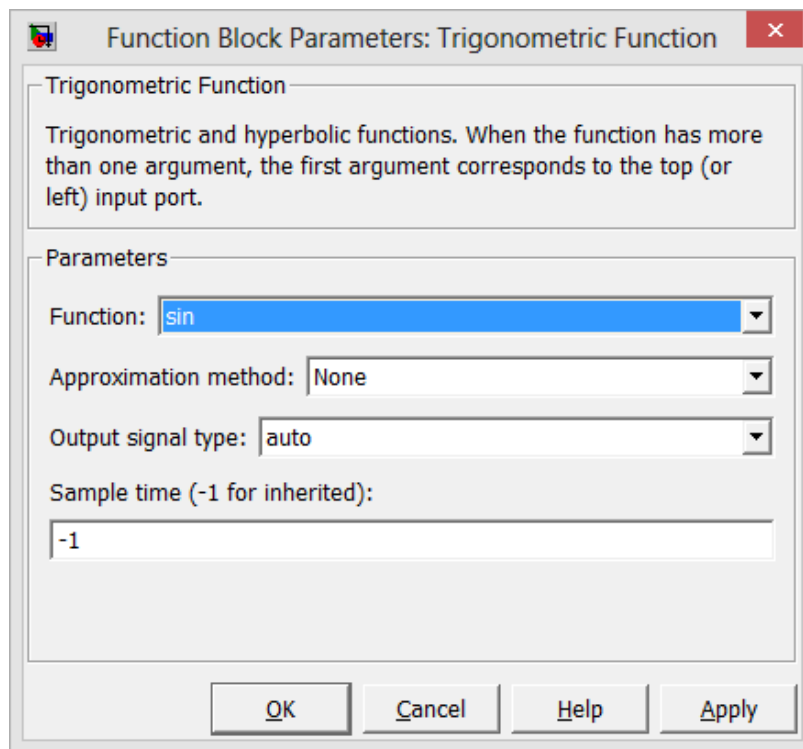 Function Block Parameters: Trigonometric Function
Trigonometric Function
Trigonometric and hyperbolic functions. When the function has more
than one argument, the first argument corresponds to the top (or
left) input port.
Parameters
Function: sin
Approximation method: None
Output signal type: auto
Sample time (-1 for inherited):
-1
OK Cancel Help Apply